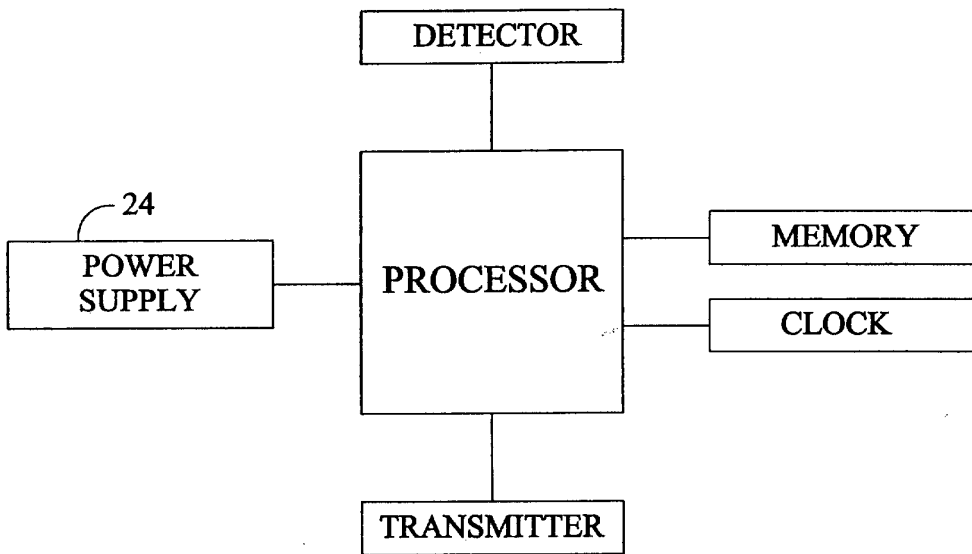 DETECTOR
24
POWER
SUPPLY
PROCESSOR
MEMORY
CLOCK
TRANSMITTER